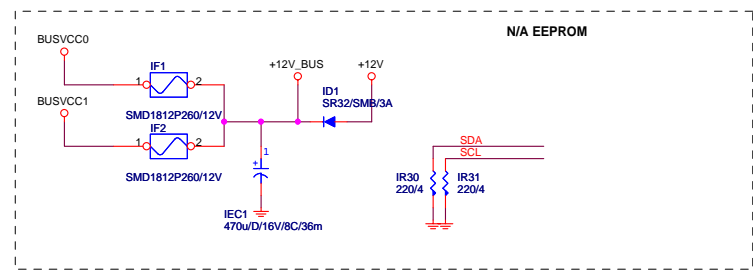 N/A EEPROM
BUSVCC0
IF1
1 2
SMD1812P260/12V
BUSVCC1
IF2
1 2
SMD1812P260/12V
+12V_BUS
+12V
ID1
SR32/SMB/3A
1
+
IEC1
470u/D/16V/8C/36m
SDA
SCL
IR30
220/4
IR31
220/4